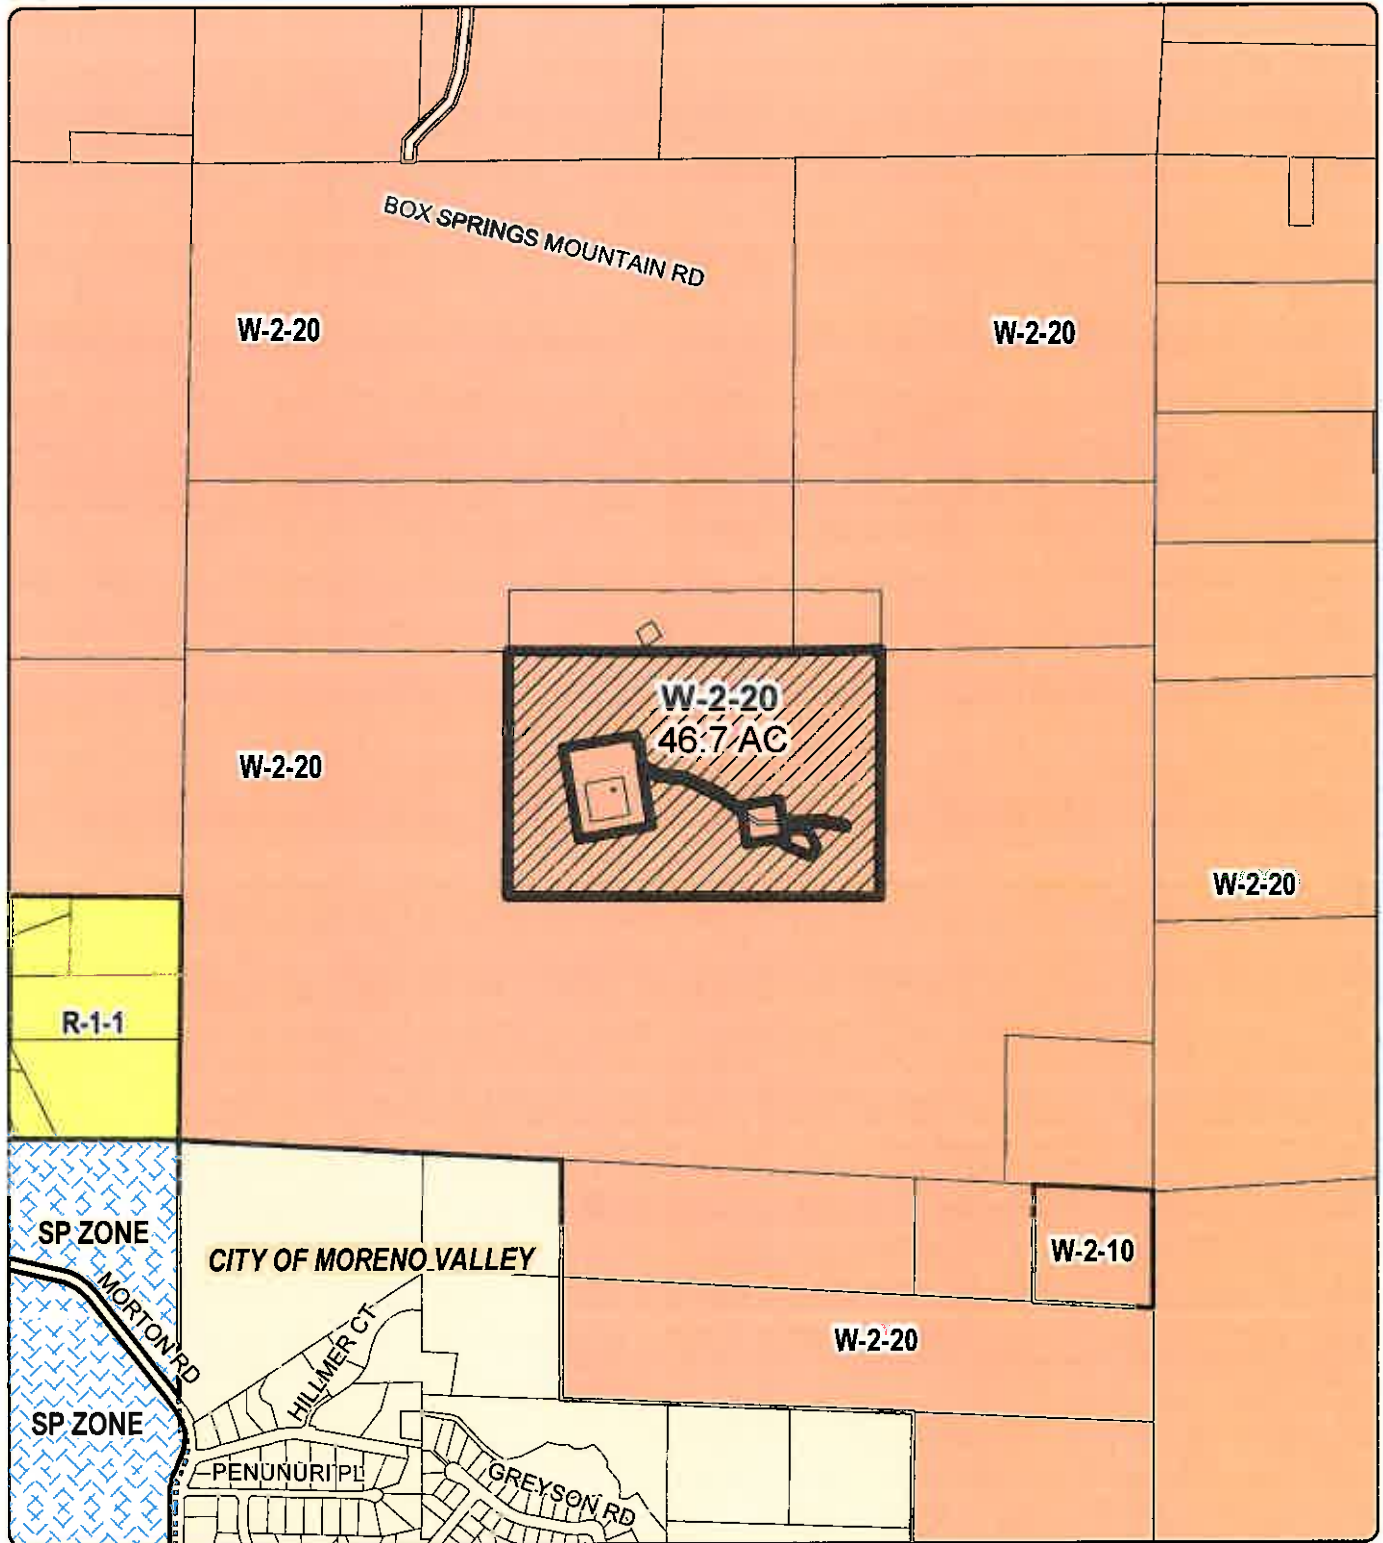 BOX SPRINGS MOUNTAIN RD
W-2-20
W-2-20
W-2-20
46.7 AC
W-2-20
W-2-20
R-1-1
SP ZONE
CITY OF MORENO VALLEY
W-2-10
MORTON RD
HILLMER CT
W-2-20
SP ZONE
PENUNURI PL
GREYSON RD